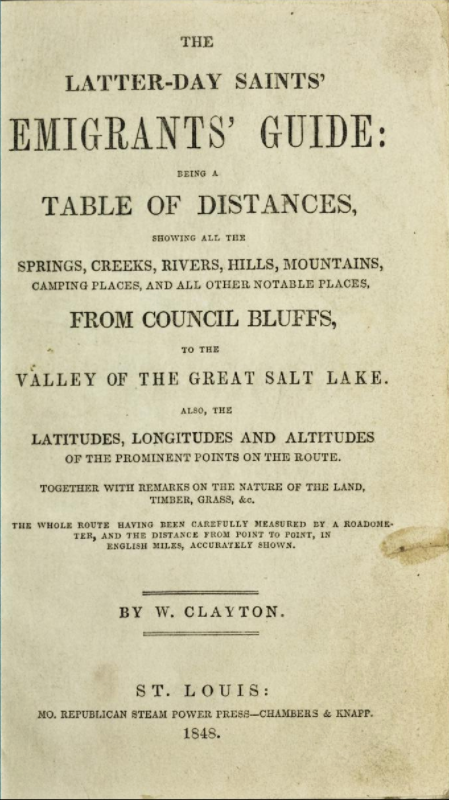 THE
LATTER-DAY SAINTS'
EMIGRANTS' GUIDE:
BEING A
TABLE OF DISTANCES,
SHOWING ALL THE
SPRINGS, CREEKS, RIVERS, HILLS, MOUNTAINS,
CAMPING PLACES, AND ALL OTHER NOTABLE PLACES,
FROM COUNCIL BLUFFS,
TO THE
VALLEY OF THE GREAT SALT LAKE.
ALSO, THE
LATITUDES, LONGITUDES AND ALTITUDES
OF THE PROMINENT POINTS ON THE ROUTE.
TOGETHER WITH REMARKS ON THE NATURE OF THE LAND,
TIMBER, GRASS, &c.
THE WHOLE ROUTE HAVING BEEN CAREFULLY MEASURED BY A ROADOME-
TER, AND THE DISTANCE FROM POINT TO POINT, IN
ENGLISH MILES, ACCURATELY SHOWN.
BY W. CLAYTON.
ST. LOUIS:
MO. REPUBLICAN STEAM POWER PRESS—CHAMBERS & KNAPP.
1848.